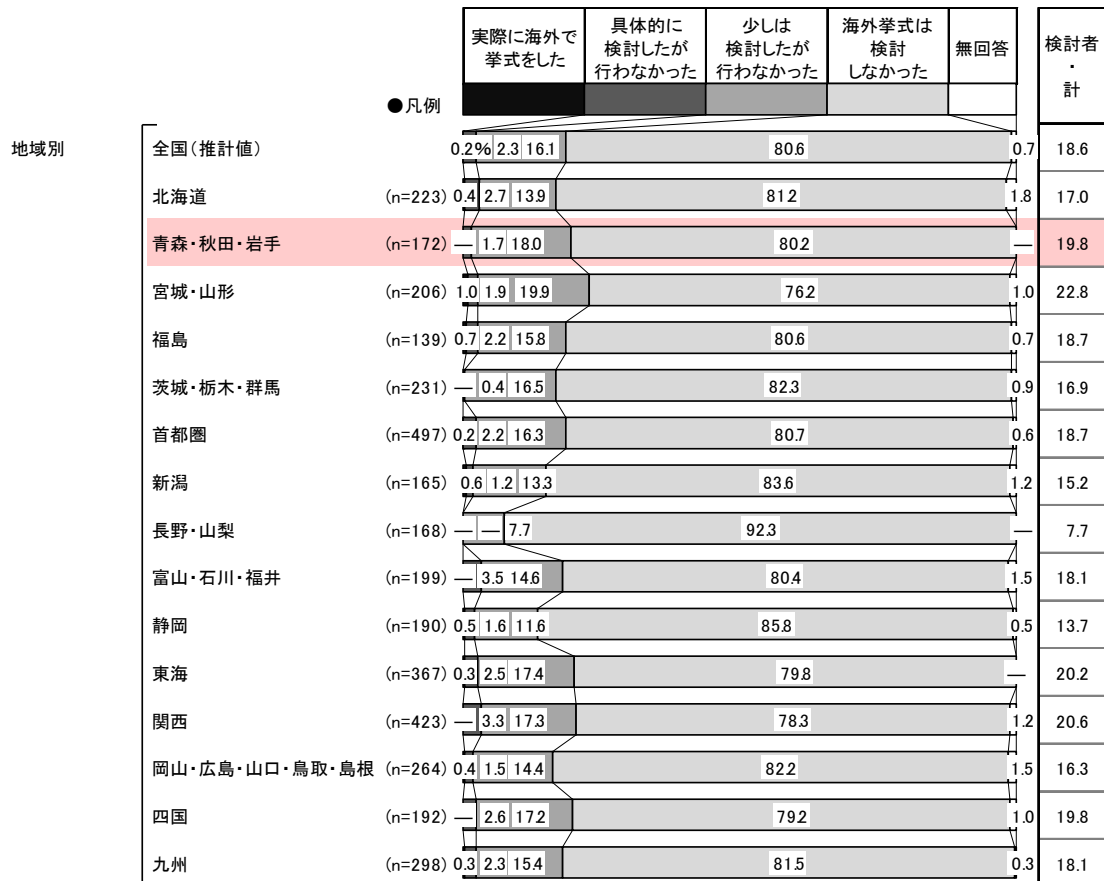 実際に海外で
挙式をした
具体的に
検討したが
行わなかった
少しは
検討したが
行わなかった
海外挙式は
検討
しなかった
無回答
検討者
・
計
●凡例
地域別
全国(推計値) 0.2% 2.3 16.1 80.6 0.7 18.6
北海道 (n=223) 0.4 2.7 13.9 81.2 1.8 17.0
青森・秋田・岩手 (n=172) — 1.7 18.0 80.2 — 19.8
宮城・山形 (n=206) 1.0 1.9 19.9 76.2 1.0 22.8
福島 (n=139) 0.7 2.2 15.8 80.6 0.7 18.7
茨城・栃木・群馬 (n=231) — 0.4 16.5 82.3 0.9 16.9
首都圏 (n=497) 0.2 2.2 16.3 80.7 0.6 18.7
新潟 (n=165) 0.6 1.2 13.3 83.6 1.2 15.2
長野・山梨 (n=168) — — 7.7 92.3 — 7.7
富山・石川・福井 (n=199) — 3.5 14.6 80.4 1.5 18.1
静岡 (n=190) 0.5 1.6 11.6 85.8 0.5 13.7
東海 (n=367) 0.3 2.5 17.4 79.8 — 20.2
関西 (n=423) — 3.3 17.3 78.3 1.2 20.6
岡山・広島・山口・鳥取・島根 (n=264) 0.4 1.5 14.4 82.2 1.5 16.3
四国 (n=192) — 2.6 17.2 79.2 1.0 19.8
九州 (n=298) 0.3 2.3 15.4 81.5 0.3 18.1